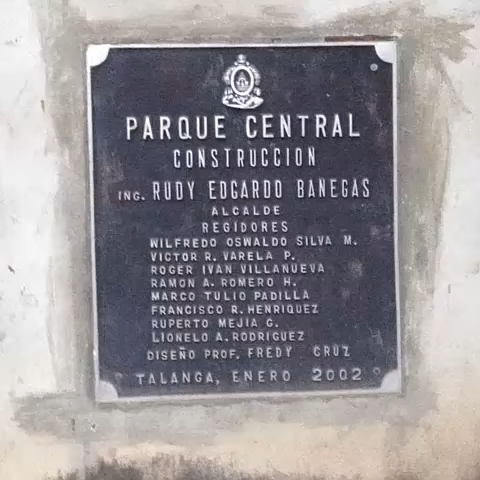 PARQUE CENTRAL
CONSTRUCCION
ING. RUDY EDGARDO BANEGAS
ALCALDE
REGIDORES
WILFREDO OSWALDO SILVA M.
VICTOR R. VARELA P.
ROGER IVAN VILLANUEVA
RAMON A. ROMERO H.
MARCO TULIO PADILLA
FRANCISCO R. HENRIQUEZ
RUPERTO MEJIA G.
LIONELO A. RODRIGUEZ
DISEÑO PROF. FREDY CRUZ
TALANGA, ENERO 2002